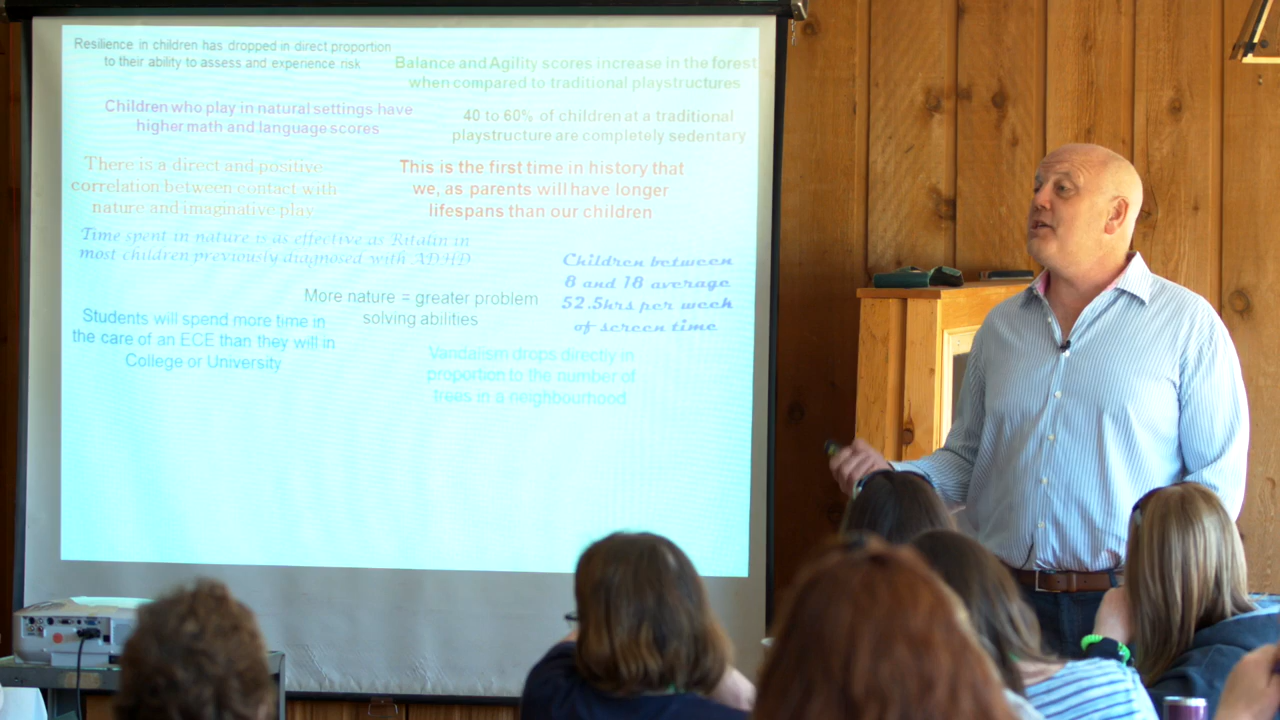 Resilience in children has dropped in direct proportion
to their ability to assess and experience risk
Balance and Agility scores increase in the forest
when compared to traditional playstructures
Children who play in natural settings have
higher math and language scores
40 to 60% of children at a traditional
playstructure are completely sedentary
There is a direct and positive
correlation between contact with
nature and imaginative play
This is the first time in history that
we, as parents will have longer
lifespans than our children
Time spent in nature is as effective as Ritalin in
most children previously diagnosed with ADHD
Children between
8 and 18 average
52.5hrs per week
of screen time
More nature = greater problem
solving abilities
Students will spend more time in
the care of an ECE than they will in
College or University
Vandalism drops directly in
proportion to the number of
trees in a neighbourhood